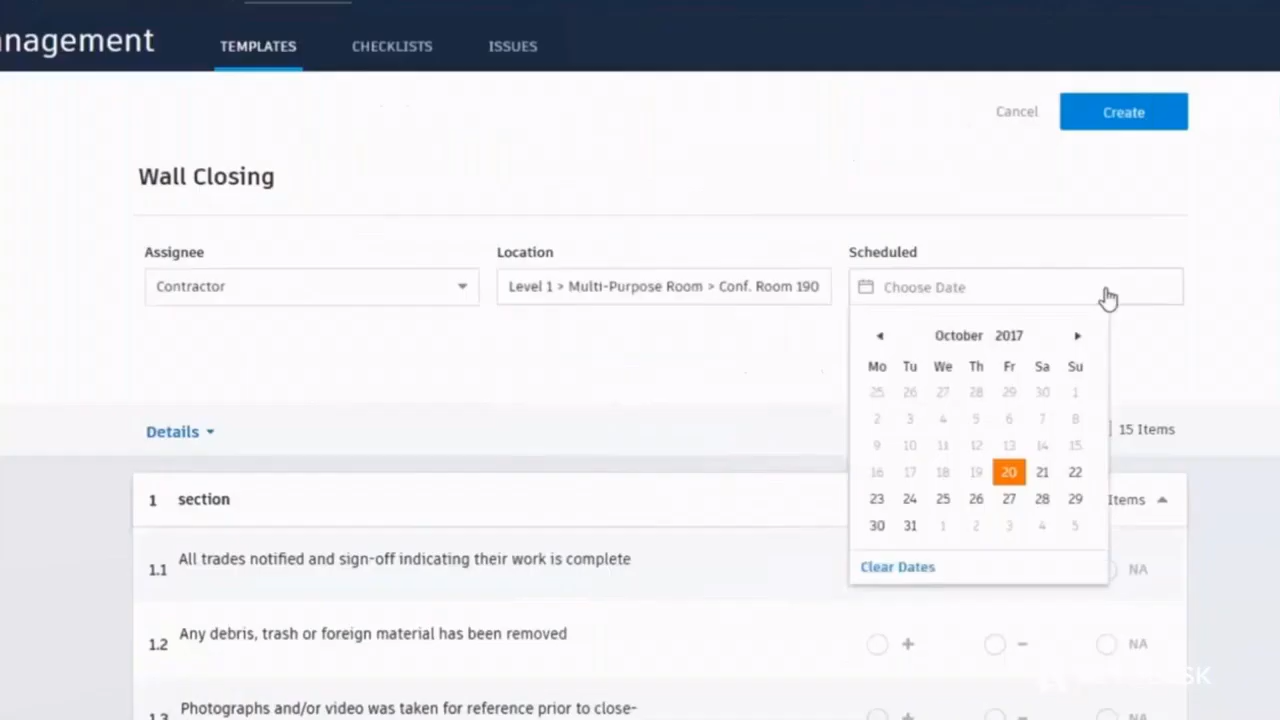 nagement
TEMPLATES CHECKLISTS ISSUES
Cancel Create
Wall Closing
Assignee Location Scheduled
Contractor Level 1 > Multi-Purpose Room > Conf. Room 190 Choose Date
October 2017
Mo Tu We Th Fr Sa Su
25 26 27 28 29 30 1
2 3 4 5 6 7 8
9 10 11 12 13 14 15
16 17 18 19 20 21 22
23 24 25 26 27 28 29
30 31 1 2 3 4 5
Clear Dates
Details 15 Items
1 section Items
1.1 All trades notified and sign-off indicating their work is complete NA
1.2 Any debris, trash or foreign material has been removed + – NA
1.3 Photographs and/or video was taken for reference prior to close- + – NA